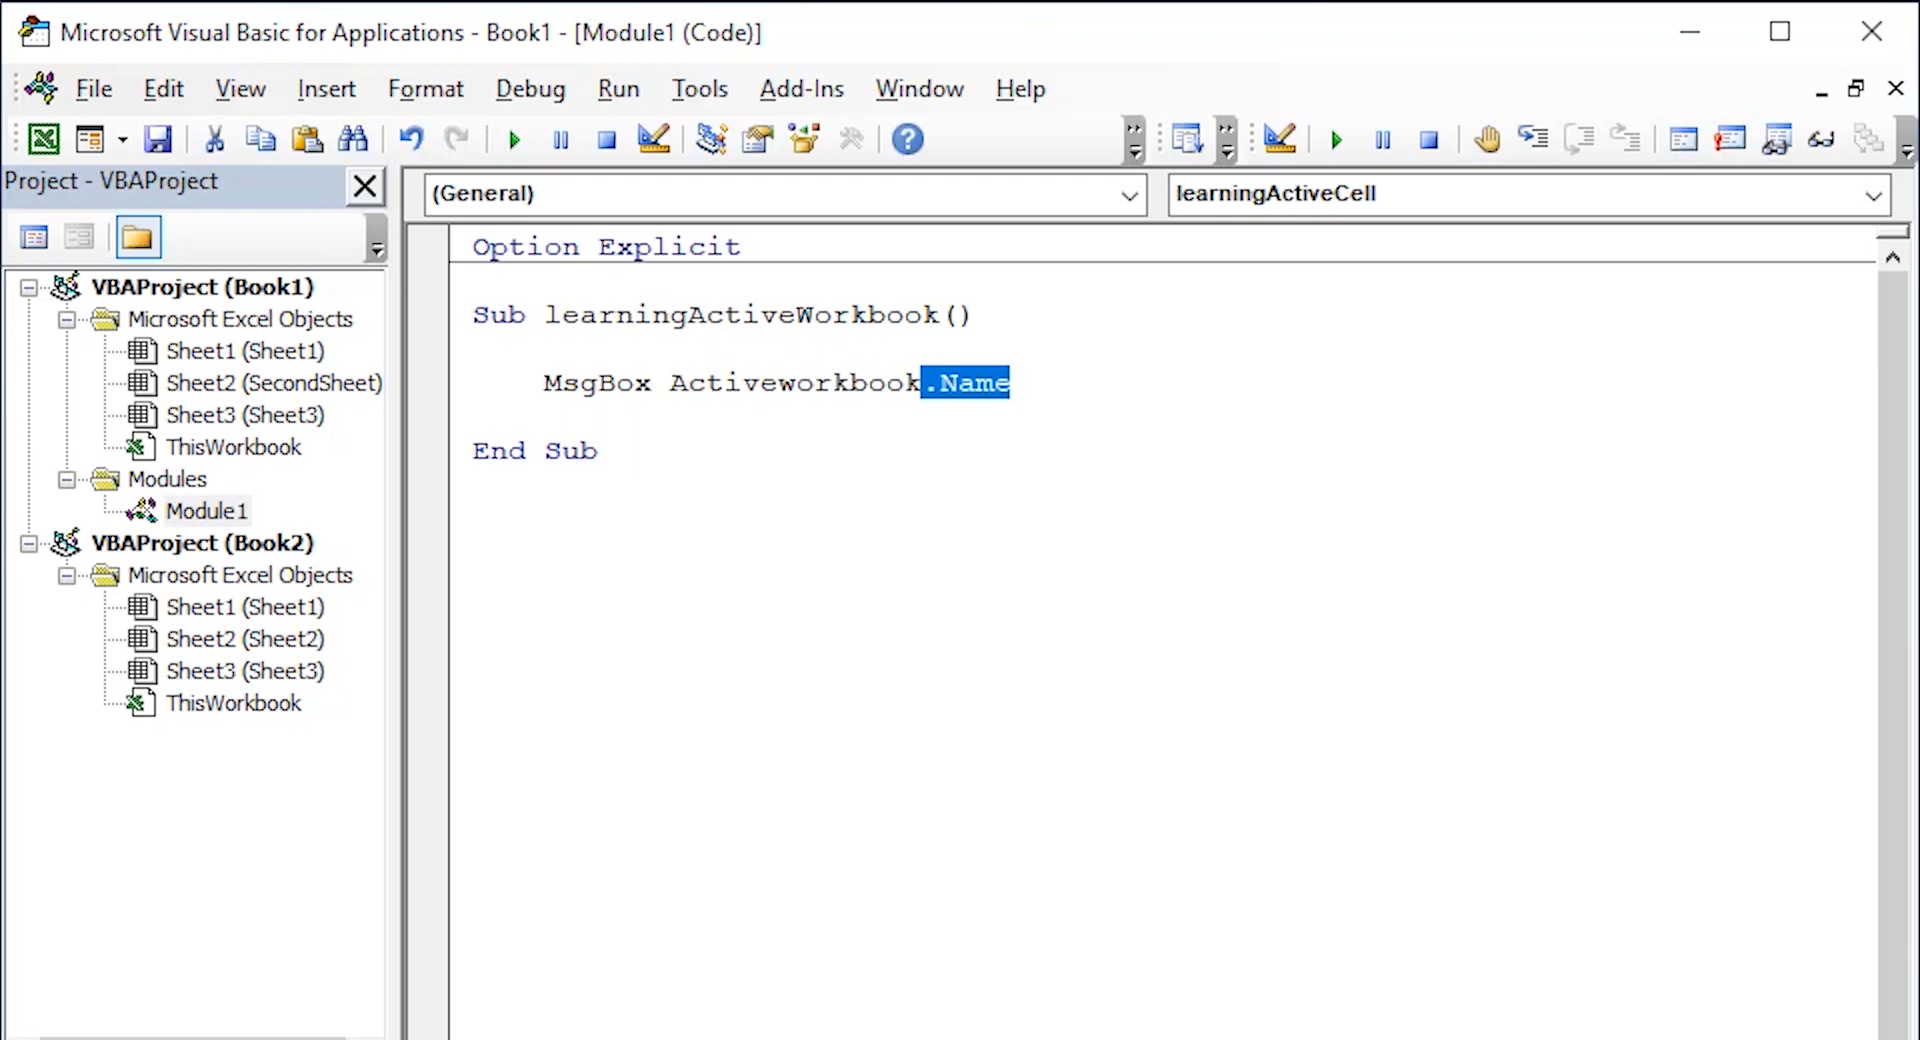 Microsoft Visual Basic for Applications - Book1 - [Module1 (Code)]
File Edit View Insert Format Debug Run Tools Add-Ins Window Help
Project - VBAProject
(General)
learningActiveCell
VBAProject (Book1)
Microsoft Excel Objects
Sheet1 (Sheet1)
Sheet2 (SecondSheet)
Sheet3 (Sheet3)
ThisWorkbook
Modules
Module1
VBAProject (Book2)
Microsoft Excel Objects
Sheet1 (Sheet1)
Sheet2 (Sheet2)
Sheet3 (Sheet3)
ThisWorkbook
Option Explicit
Sub learningActiveWorkbook()
MsgBox Activeworkbook.Name
End Sub